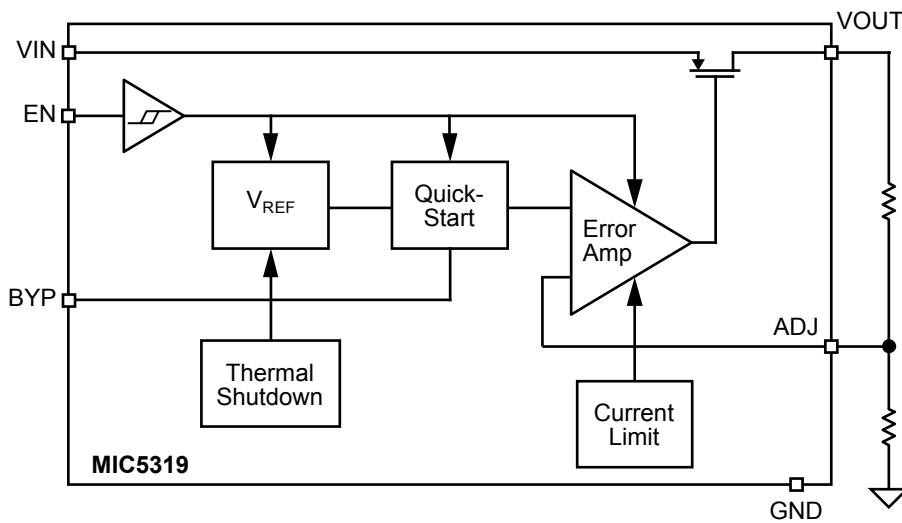 VOUT
VIN
EN
VREF
Quick-
Start
Error
Amp
BYP
ADJ
Thermal
Shutdown
Current
Limit
MIC5319
GND